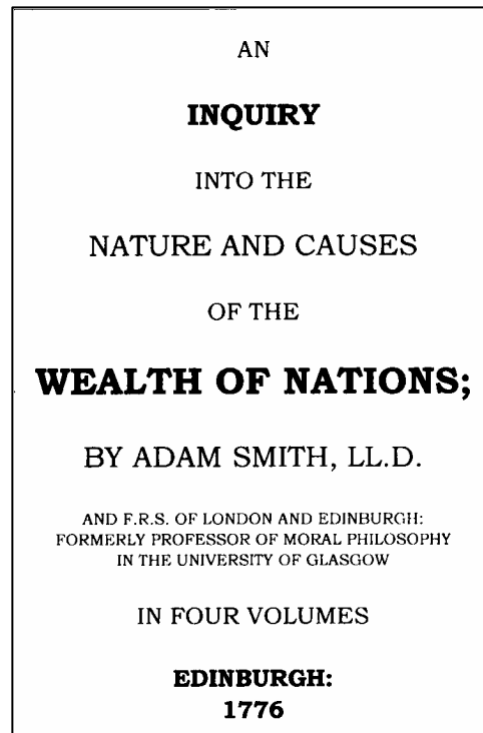 AN
INQUIRY
INTO THE
NATURE AND CAUSES
OF THE
WEALTH OF NATIONS;
BY ADAM SMITH, LL.D.
AND F.R.S. OF LONDON AND EDINBURGH:
FORMERLY PROFESSOR OF MORAL PHILOSOPHY
IN THE UNIVERSITY OF GLASGOW
IN FOUR VOLUMES
EDINBURGH:
1776